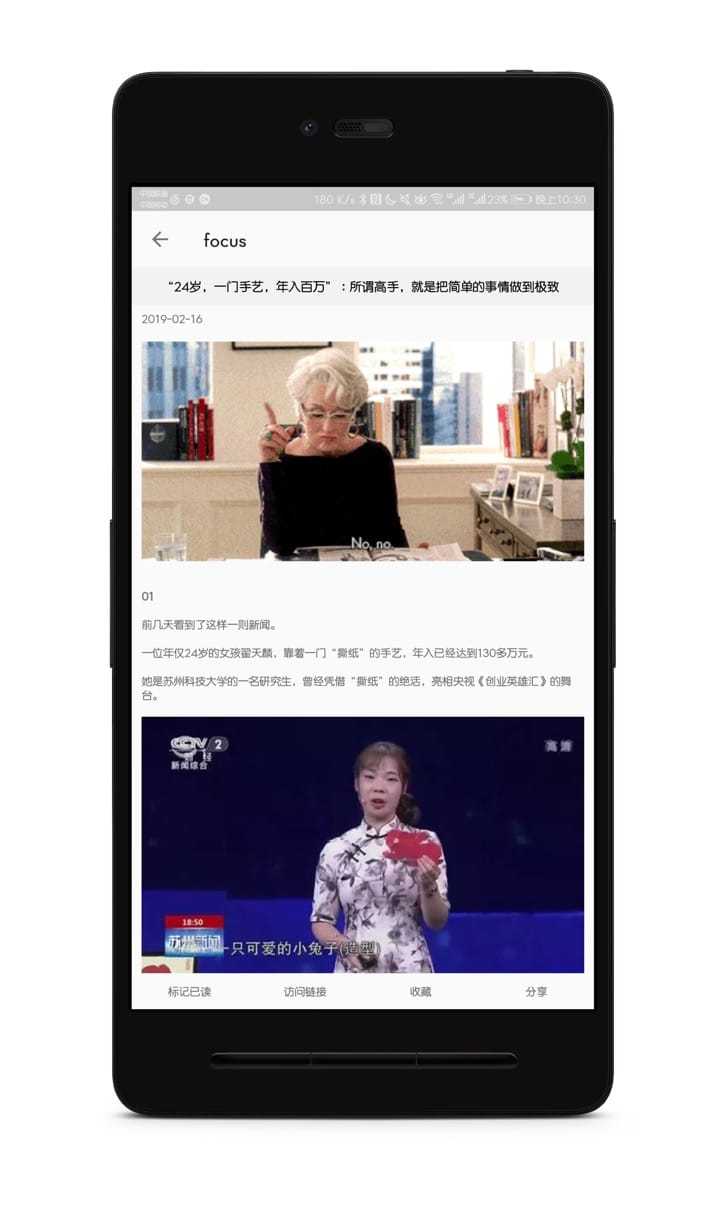 180 K/s 23% 晚上10:30
focus
“24岁，一门手艺，年入百万”：所谓高手，就是把简单的事情做到极致
2019-02-16
No, no.
01
前几天看到了这样一则新闻。
一位年仅24岁的女孩翟天麟，靠着一门“撕纸”的手艺，年入已经达到130多万元。
她是苏州科技大学的一名研究生，曾经凭借“撕纸”的绝活，亮相央视《创业英雄汇》的舞
台。
CCTV 2 高清
财 经
新闻综合
18:50
苏州新闻
一只可爱的小兔子(造型)
标记已读 访问链接 收藏 分享